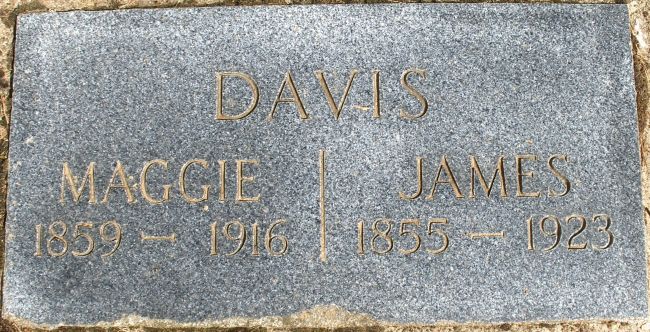 DAVIS
MAGGIE | JAMES
1859 — 1916 | 1855 — 1923